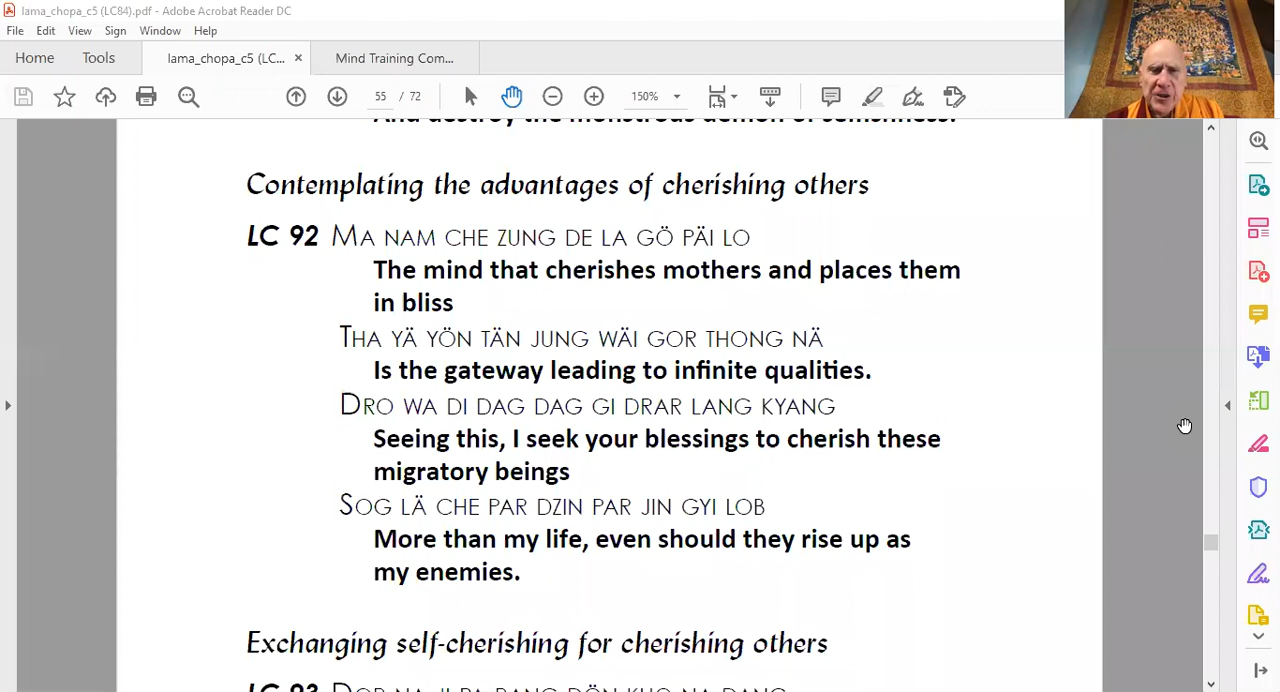 lama_chopa_c5 (LC84).pdf - Adobe Acrobat Reader DC
File Edit View Sign Window Help
Home Tools lama_chopa_c5 (LC... × Mind Training Com...
55 / 72 150%
And destroy the monstrous demon of selfishness.
Contemplating the advantages of cherishing others
LC 92 MA NAM CHE ZUNG DE LA GÖ PÄI LO
The mind that cherishes mothers and places them
in bliss
THA YÄ YÖN TÄN JUNG WÄI GOR THONG NÄ
Is the gateway leading to infinite qualities.
DRO WA DI DAG DAG GI DRAR LANG KYANG
Seeing this, I seek your blessings to cherish these
migratory beings
SOG LÄ CHE PAR DZIN PAR JIN GYI LOB
More than my life, even should they rise up as
my enemies.
Exchanging self-cherishing for cherishing others
LC 93